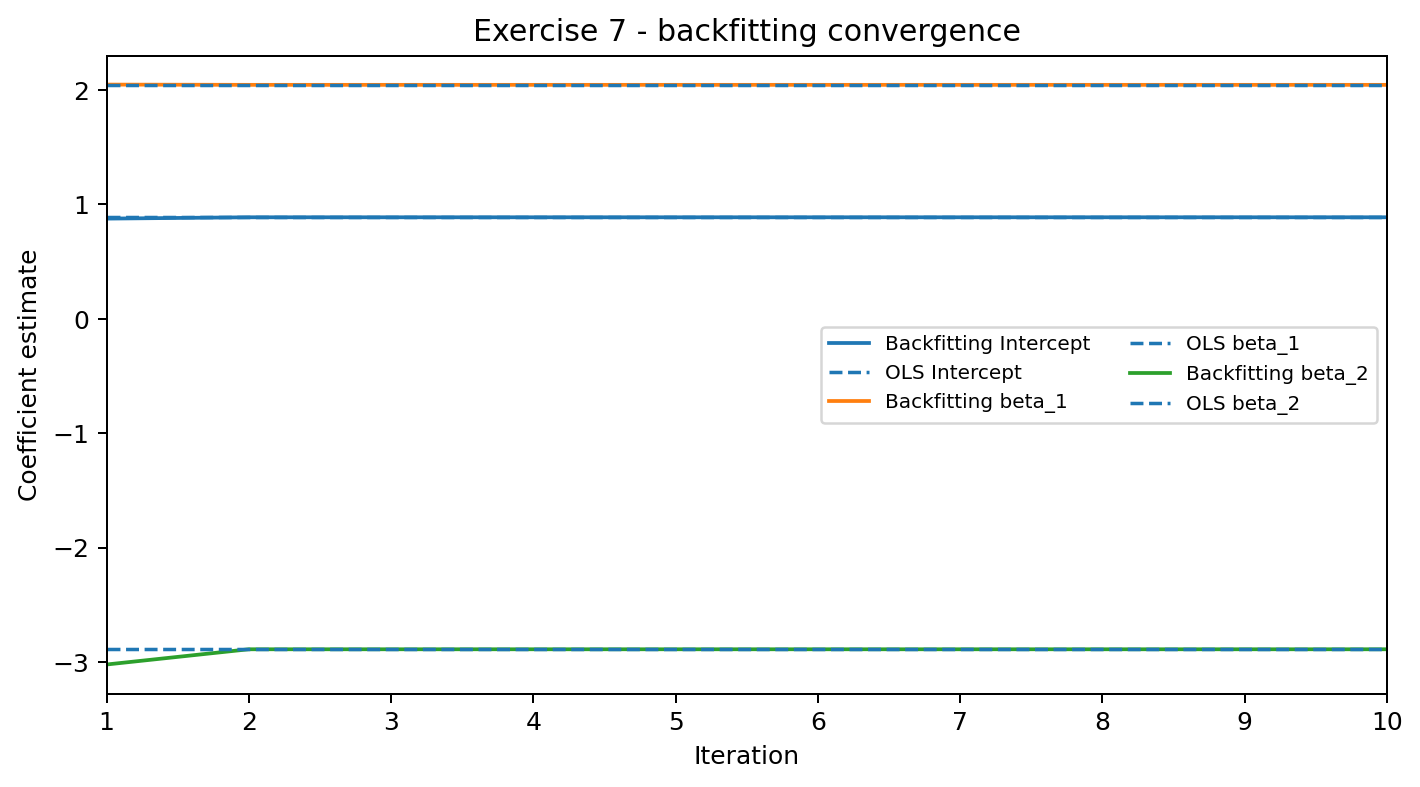 Exercise 7 - backfitting convergence
Coefficient estimate
2
1
0
−1
−2
−3
Backfitting Intercept
OLS Intercept
Backfitting beta_1
OLS beta_1
Backfitting beta_2
OLS beta_2
1 2 3 4 5 6 7 8 9 10
Iteration